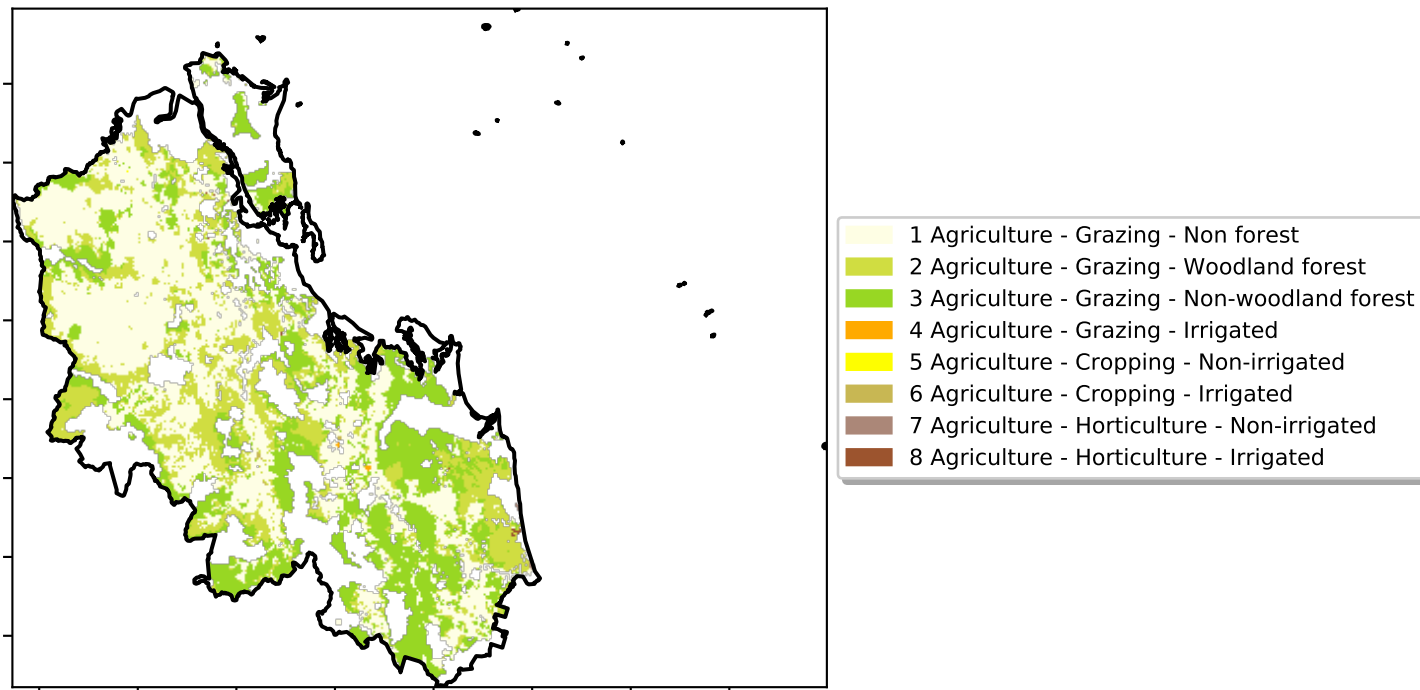 1 Agriculture - Grazing - Non forest
2 Agriculture - Grazing - Woodland forest
3 Agriculture - Grazing - Non-woodland forest
4 Agriculture - Grazing - Irrigated
5 Agriculture - Cropping - Non-irrigated
6 Agriculture - Cropping - Irrigated
7 Agriculture - Horticulture - Non-irrigated
8 Agriculture - Horticulture - Irrigated